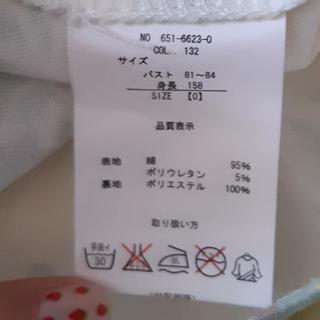 NO 651-6623-0
COL. 132
サイズ
バスト 81～84
身長 158
SIZE 【0】
品質表示
表地 綿 95%
ポリウレタン 5%
裏地 ポリエステル 100%
取り扱い方
手洗イ
30